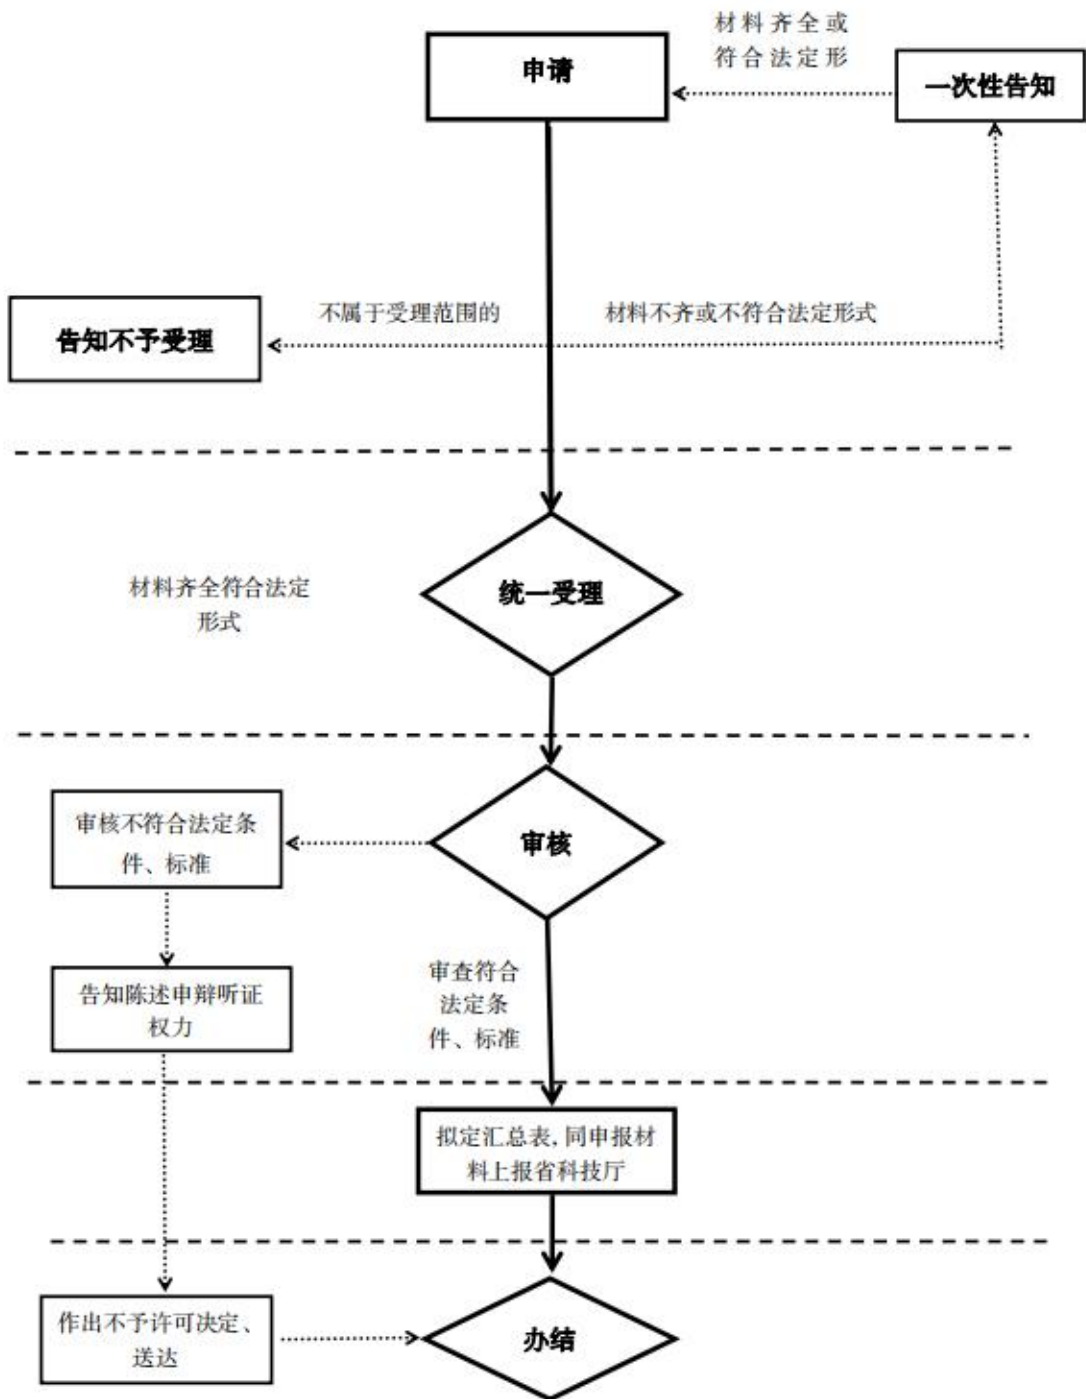 材料齐全或
符合法定形
申请
一次性告知
不属于受理范围的
材料不齐或不符合法定形式
告知不予受理
材料齐全符合法定
形式
统一受理
审核
审核不符合法定条
件、标准
告知陈述申辩听证
权力
审查符合
法定条
件、标准
拟定汇总表,同申报材
料上报省科技厅
作出不予许可决定、
送达
办结